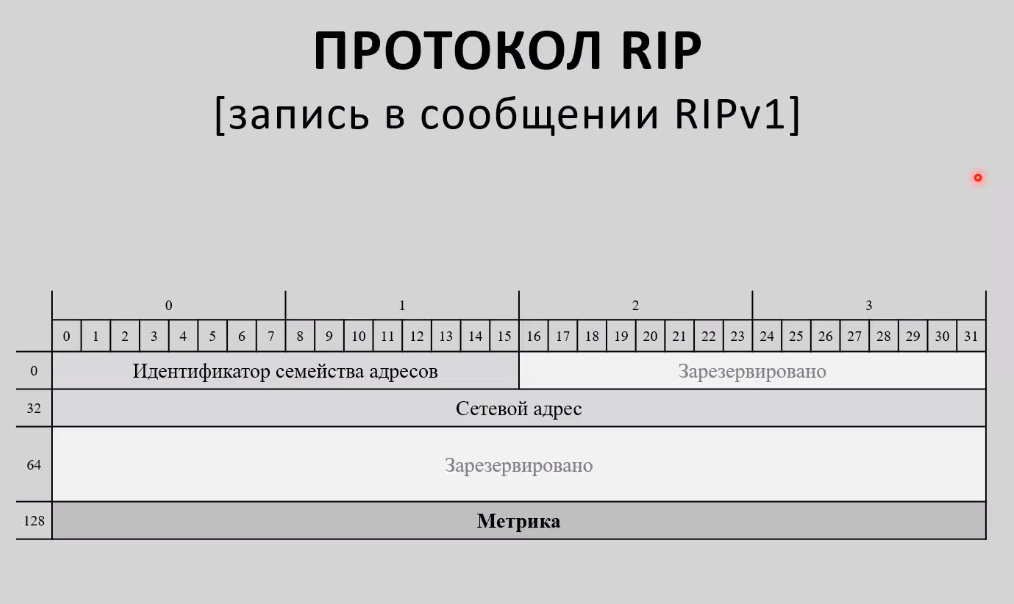 ПРОТОКОЛ RIP
[запись в сообщении RIPv1]
0 1 2 3
0 1 2 3 4 5 6 7 8 9 10 11 12 13 14 15 16 17 18 19 20 21 22 23 24 25 26 27 28 29 30 31
0 Идентификатор семейства адресов Зарезервировано
32 Сетевой адрес
64 Зарезервировано
128 Метрика